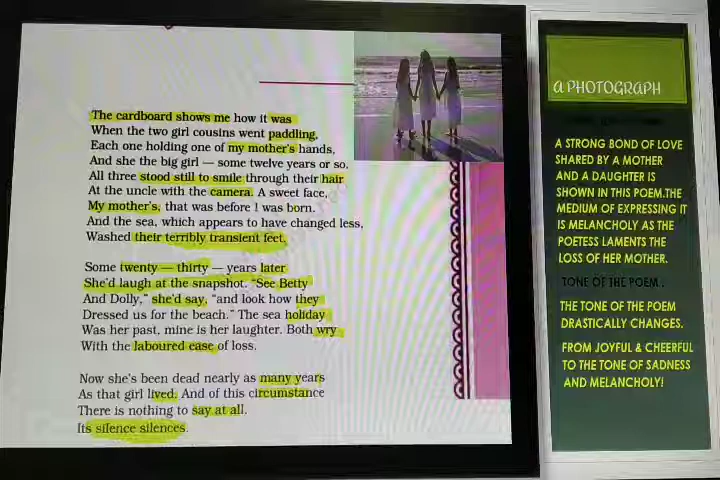 The cardboard shows me how it was
When the two girl cousins went paddling,
Each one holding one of my mother's hands,
And she the big girl — some twelve years or so.
All three stood still to smile through their hair
At the uncle with the camera. A sweet face,
My mother's, that was before I was born.
And the sea, which appears to have changed less,
Washed their terribly transient feet.
Some twenty — thirty — years later
She'd laugh at the snapshot. "See Betty
And Dolly," she'd say, "and look how they
Dressed us for the beach." The sea holiday
Was her past, mine is her laughter. Both wry
With the laboured ease of loss.
Now she's been dead nearly as many years
As that girl lived. And of this circumstance
There is nothing to say at all.
Its silence silences.
a PHOTOGRAPH
A STRONG BOND OF LOVE
SHARED BY A MOTHER
AND A DAUGHTER IS
SHOWN IN THIS POEM.THE
MEDIUM OF EXPRESSING IT
IS MELANCHOLY AS THE
POETESS LAMENTS THE
LOSS OF HER MOTHER.
TONE OF THE POEM .
THE TONE OF THE POEM
DRASTICALLY CHANGES.
FROM JOYFUL & CHEERFUL
TO THE TONE OF SADNESS
AND MELANCHOLY!